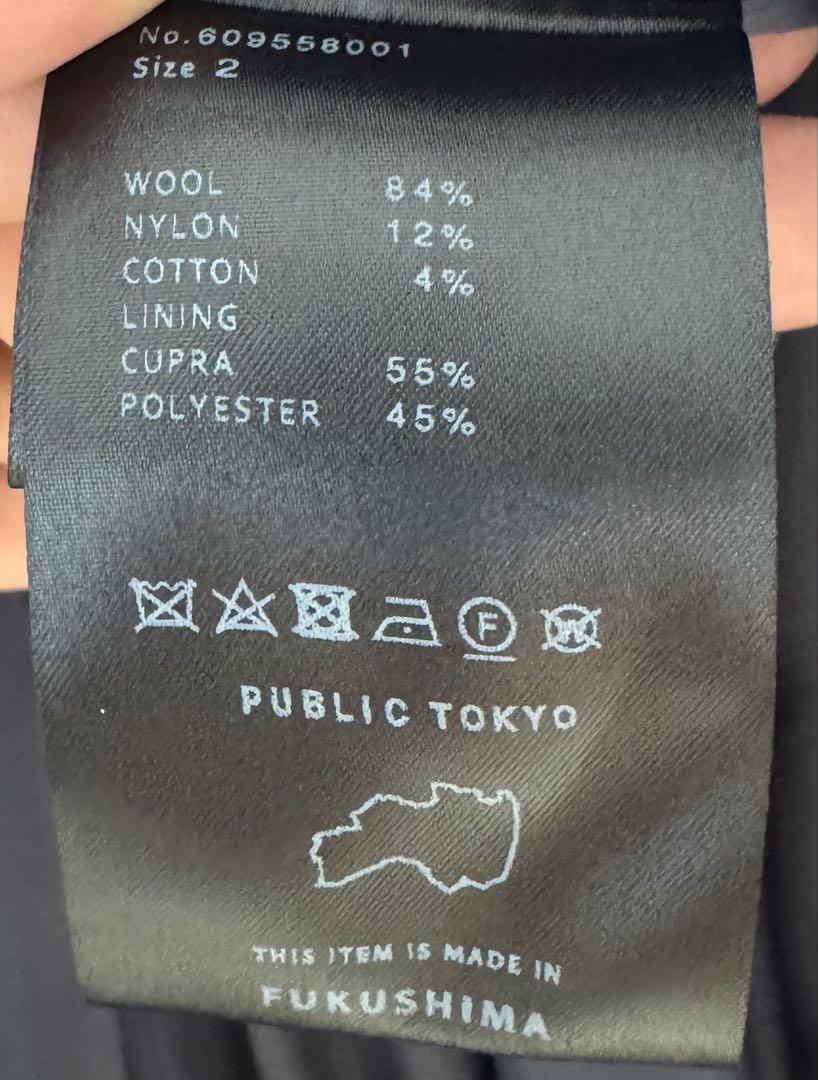 No.609558001
Size 2
WOOL 84%
NYLON 12%
COTTON 4%
LINING
CUPRA 55%
POLYESTER 45%
F W
PUBLIC TOKYO
THIS ITEM IS MADE IN
FUKUSHIMA